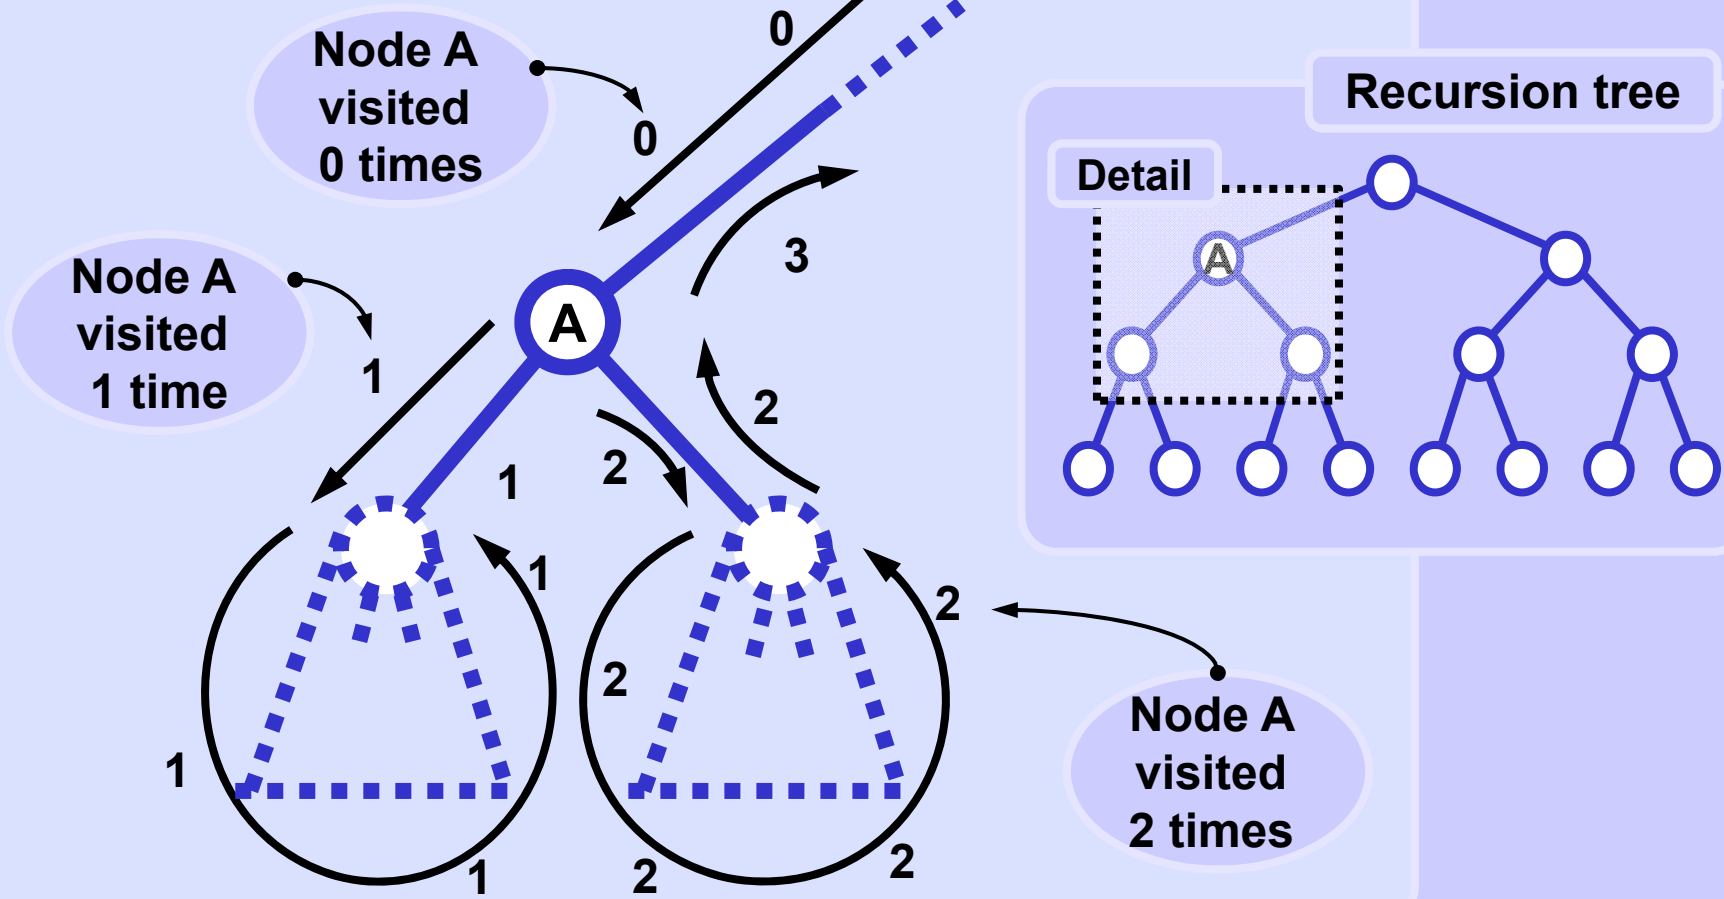 Node A
visited
0 times
0
0
Recursion tree
Detail
A
3
Node A
visited
1 time
1
A
2
1
2
1
2
2
1
2
2
1
Node A
visited
2 times